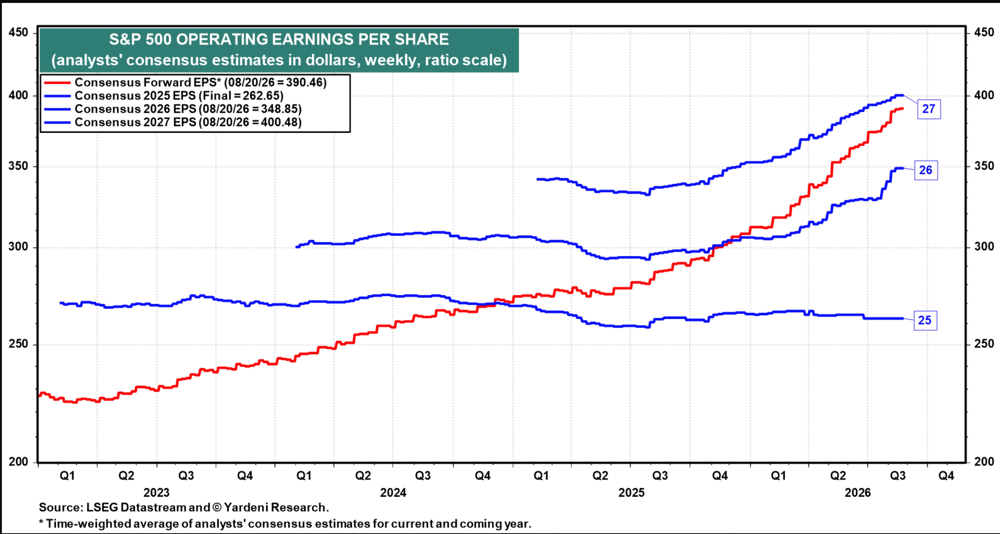 S&P 500 OPERATING EARNINGS PER SHARE
(analysts' consensus estimates in dollars, weekly, ratio scale)
Consensus Forward EPS* (08/20/26 = 390.46)
Consensus 2025 EPS (Final = 262.65)
Consensus 2026 EPS (08/20/26 = 348.85)
Consensus 2027 EPS (08/20/26 = 400.48)
450 450
400 400
27
350 350
26
300 300
25
250 250
200 200
Q1 Q2 Q3 Q4 Q1 Q2 Q3 Q4 Q1 Q2 Q3 Q4 Q1 Q2 Q3 Q4
2023 2024 2025 2026
Source: LSEG Datastream and © Yardeni Research.
* Time-weighted average of analysts' consensus estimates for current and coming year.